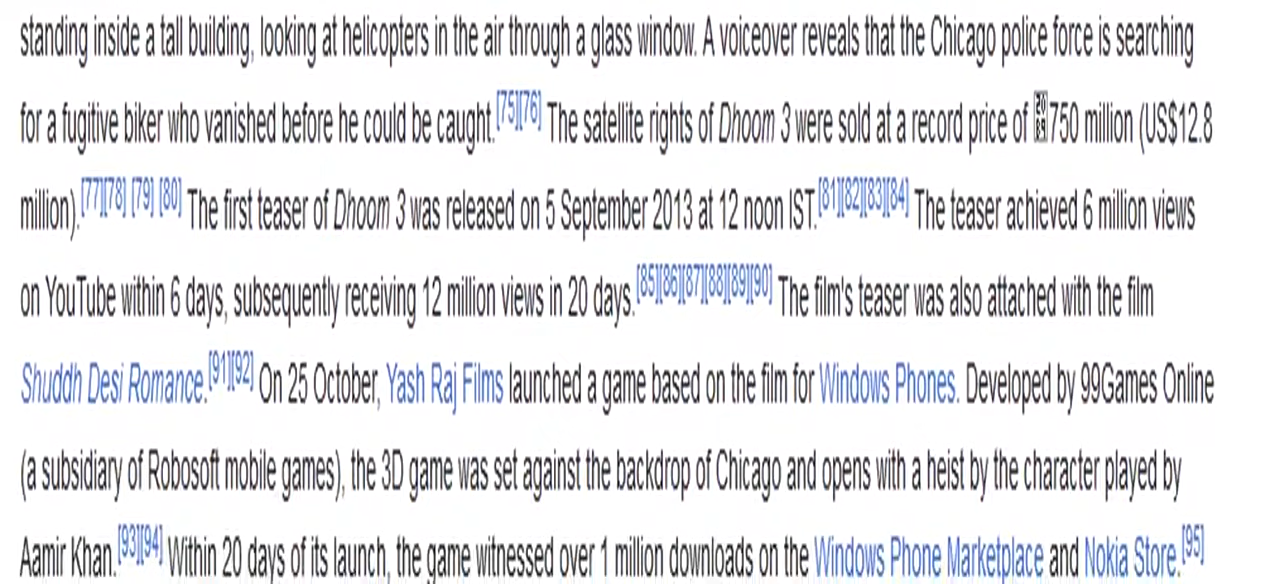 standing inside a tall building, looking at helicopters in the air through a glass window. A voiceover reveals that the Chicago police force is searching
for a fugitive biker who vanished before he could be caught.[75][76] The satellite rights of Dhoom 3 were sold at a record price of 750 million (US$12.8
million).[77][78] [79] [80] The first teaser of Dhoom 3 was released on 5 September 2013 at 12 noon IST.[81][82][83][84] The teaser achieved 6 million views
on YouTube within 6 days, subsequently receiving 12 million views in 20 days.[85][86][87][88][89][90] The film's teaser was also attached with the film
Shuddh Desi Romance.[91][92] On 25 October, Yash Raj Films launched a game based on the film for Windows Phones. Developed by 99Games Online
(a subsidiary of Robosoft mobile games), the 3D game was set against the backdrop of Chicago and opens with a heist by the character played by
Aamir Khan.[93][94] Within 20 days of its launch, the game witnessed over 1 million downloads on the Windows Phone Marketplace and Nokia Store.[95]